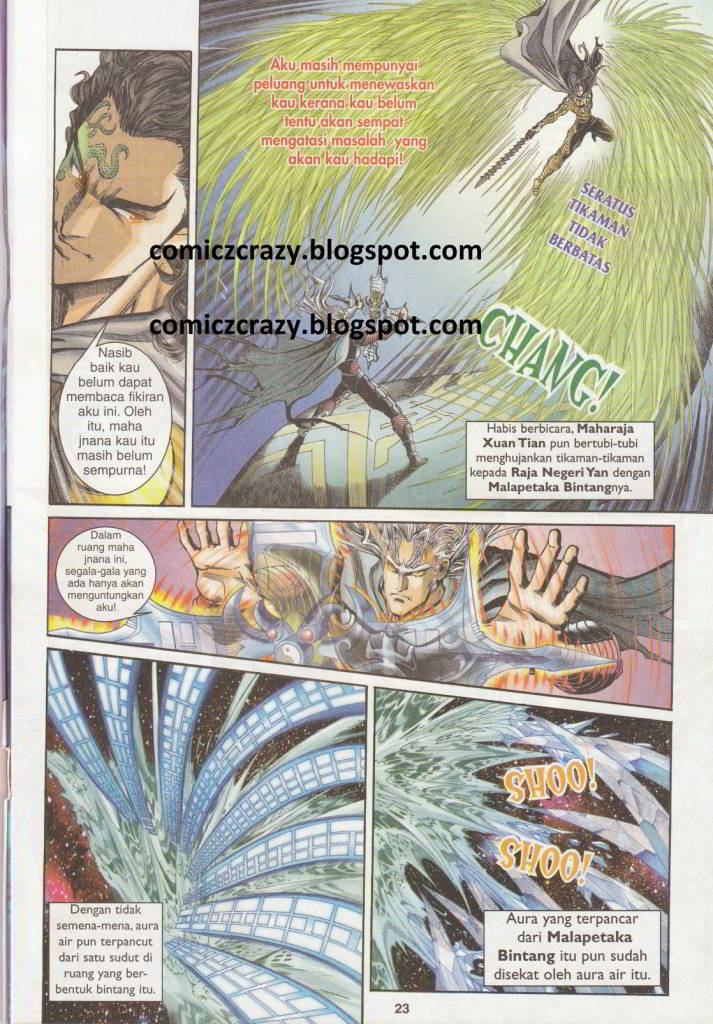 Aku masih mempunyai
peluang untuk menewaskan
kau kerana kau belum
tentu akan sempat
mengatasi masalah yang
akan kau hadapi!
SERATUS
TIKAMAN
TIDAK
BERBATAS
comiczcrazy.blogspot.com
comiczcrazy.blogspot.com
Nasib
baik kau
belum dapat
membaca fikiran
aku ini. Oleh
itu, maha
jnana kau itu
masih belum
sempurna!
CHANG!
Habis berbicara, Maharaja
Xuan Tian pun bertubi-tubi
menghujankan tikaman-tikaman
kepada Raja Negeri Yan dengan
Malapetaka Bintangnya.
Dalam
ruang maha
jnana ini,
segala-gala yang
ada hanya akan
menguntungkan
aku!
Dengan tidak
semena-mena, aura
air pun terpancut
dari satu sudut di
ruang yang ber-
bentuk bintang itu.
SHOO!
SHOO!
Aura yang terpancar
dari Malapetaka
Bintang itu pun sudah
disekat oleh aura air itu.
23